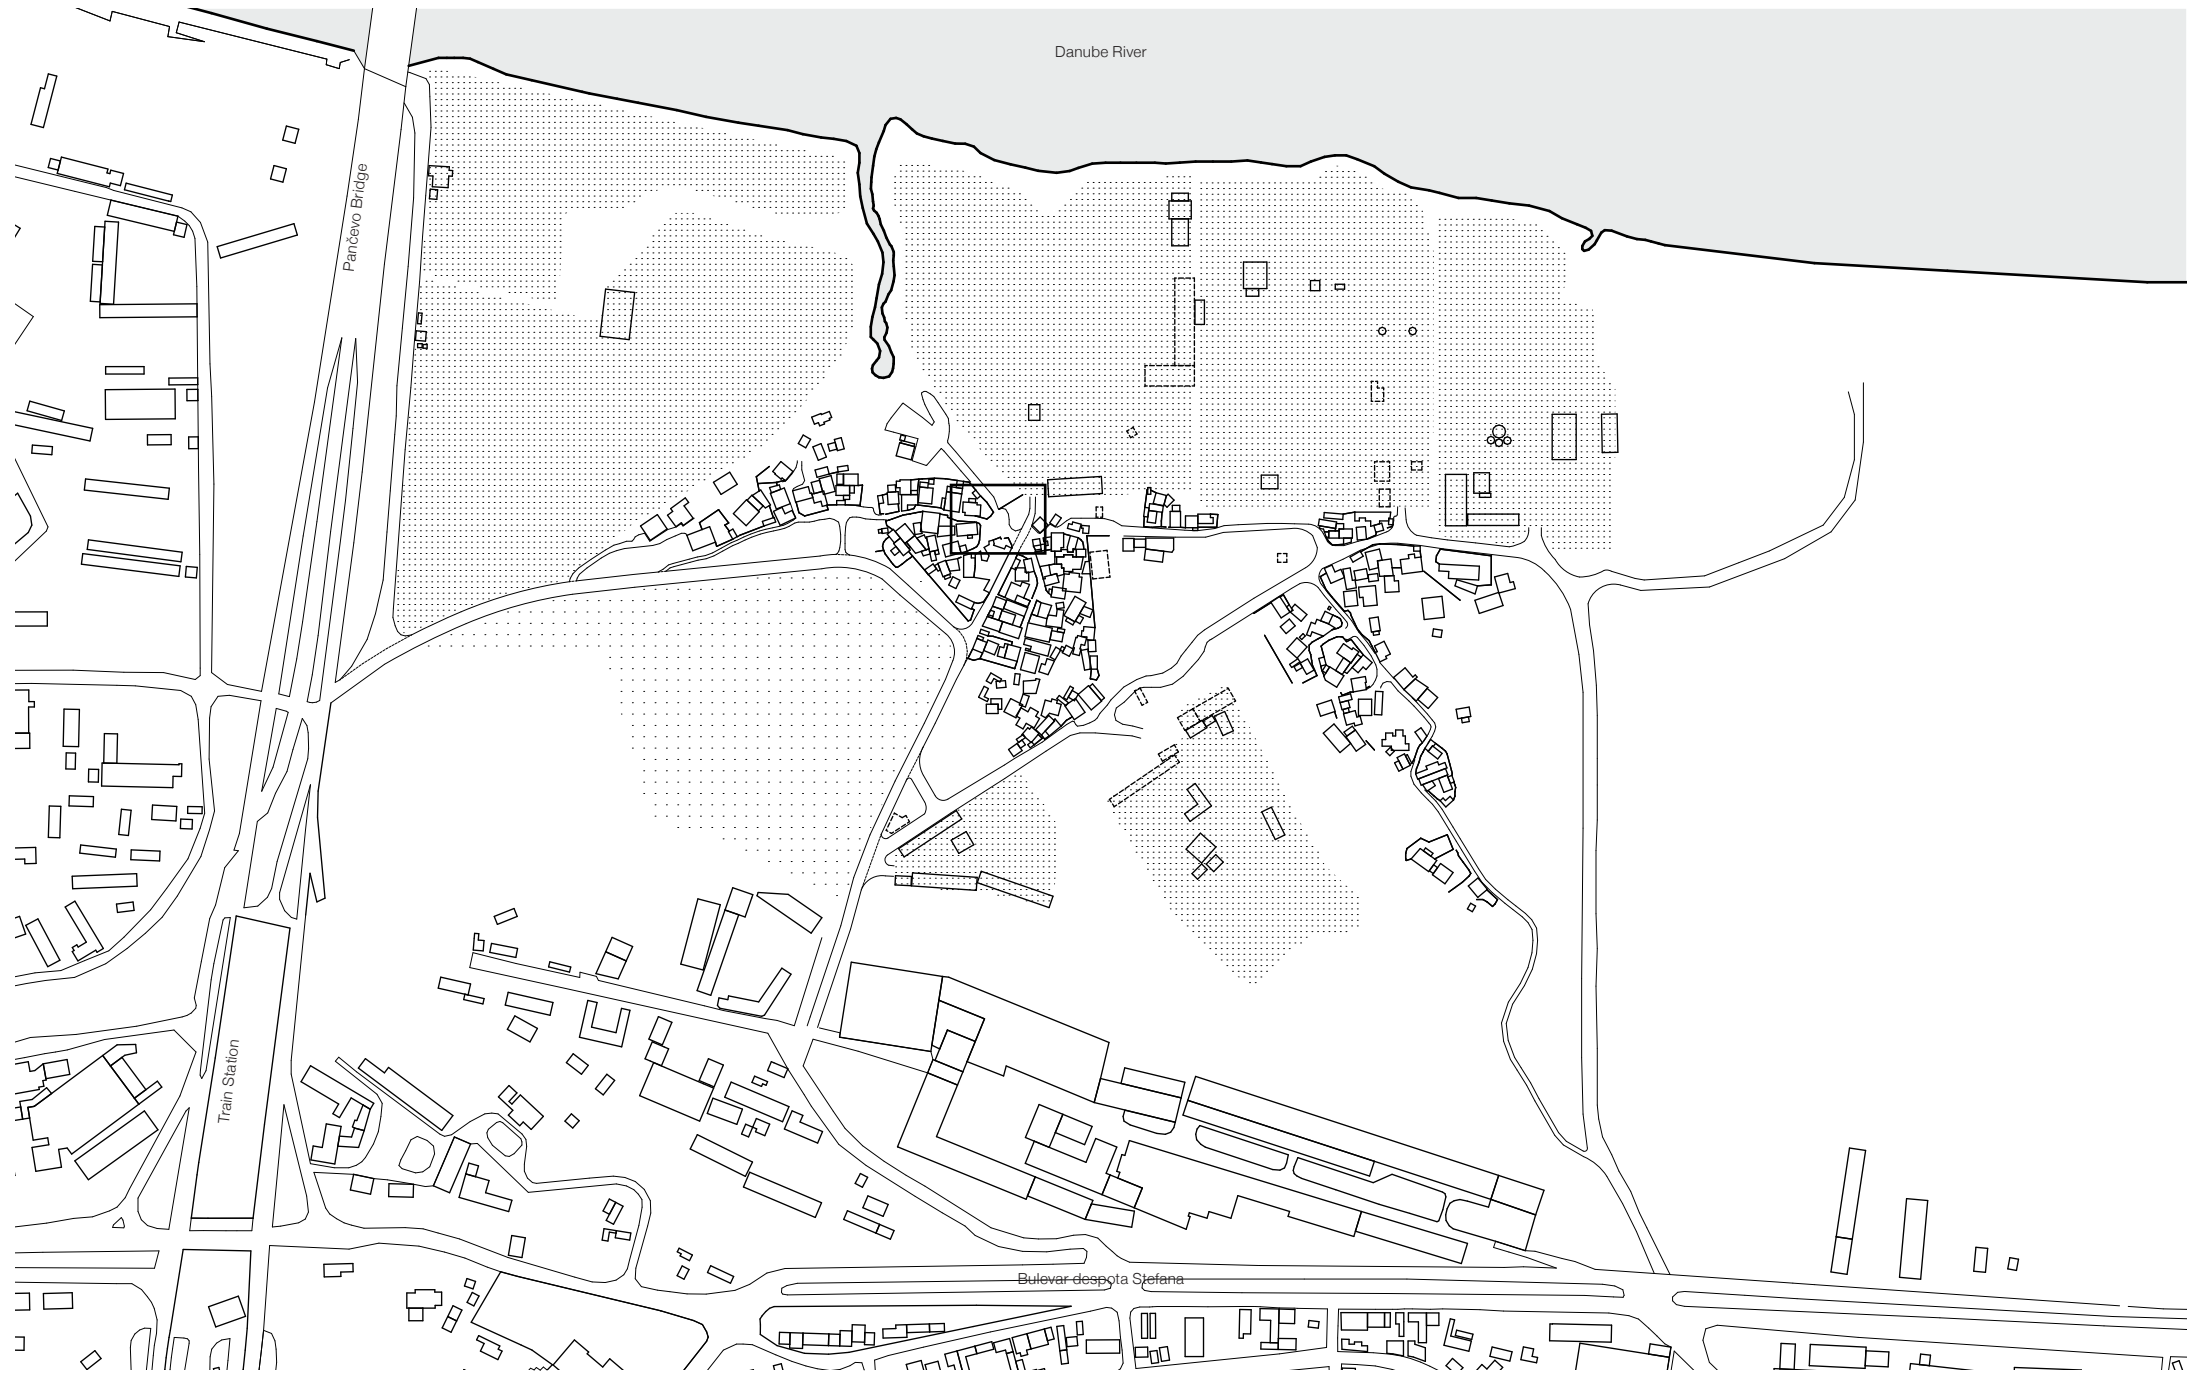 Danube River
Pančevo Bridge
Train Station
Bulevar despota Stefana